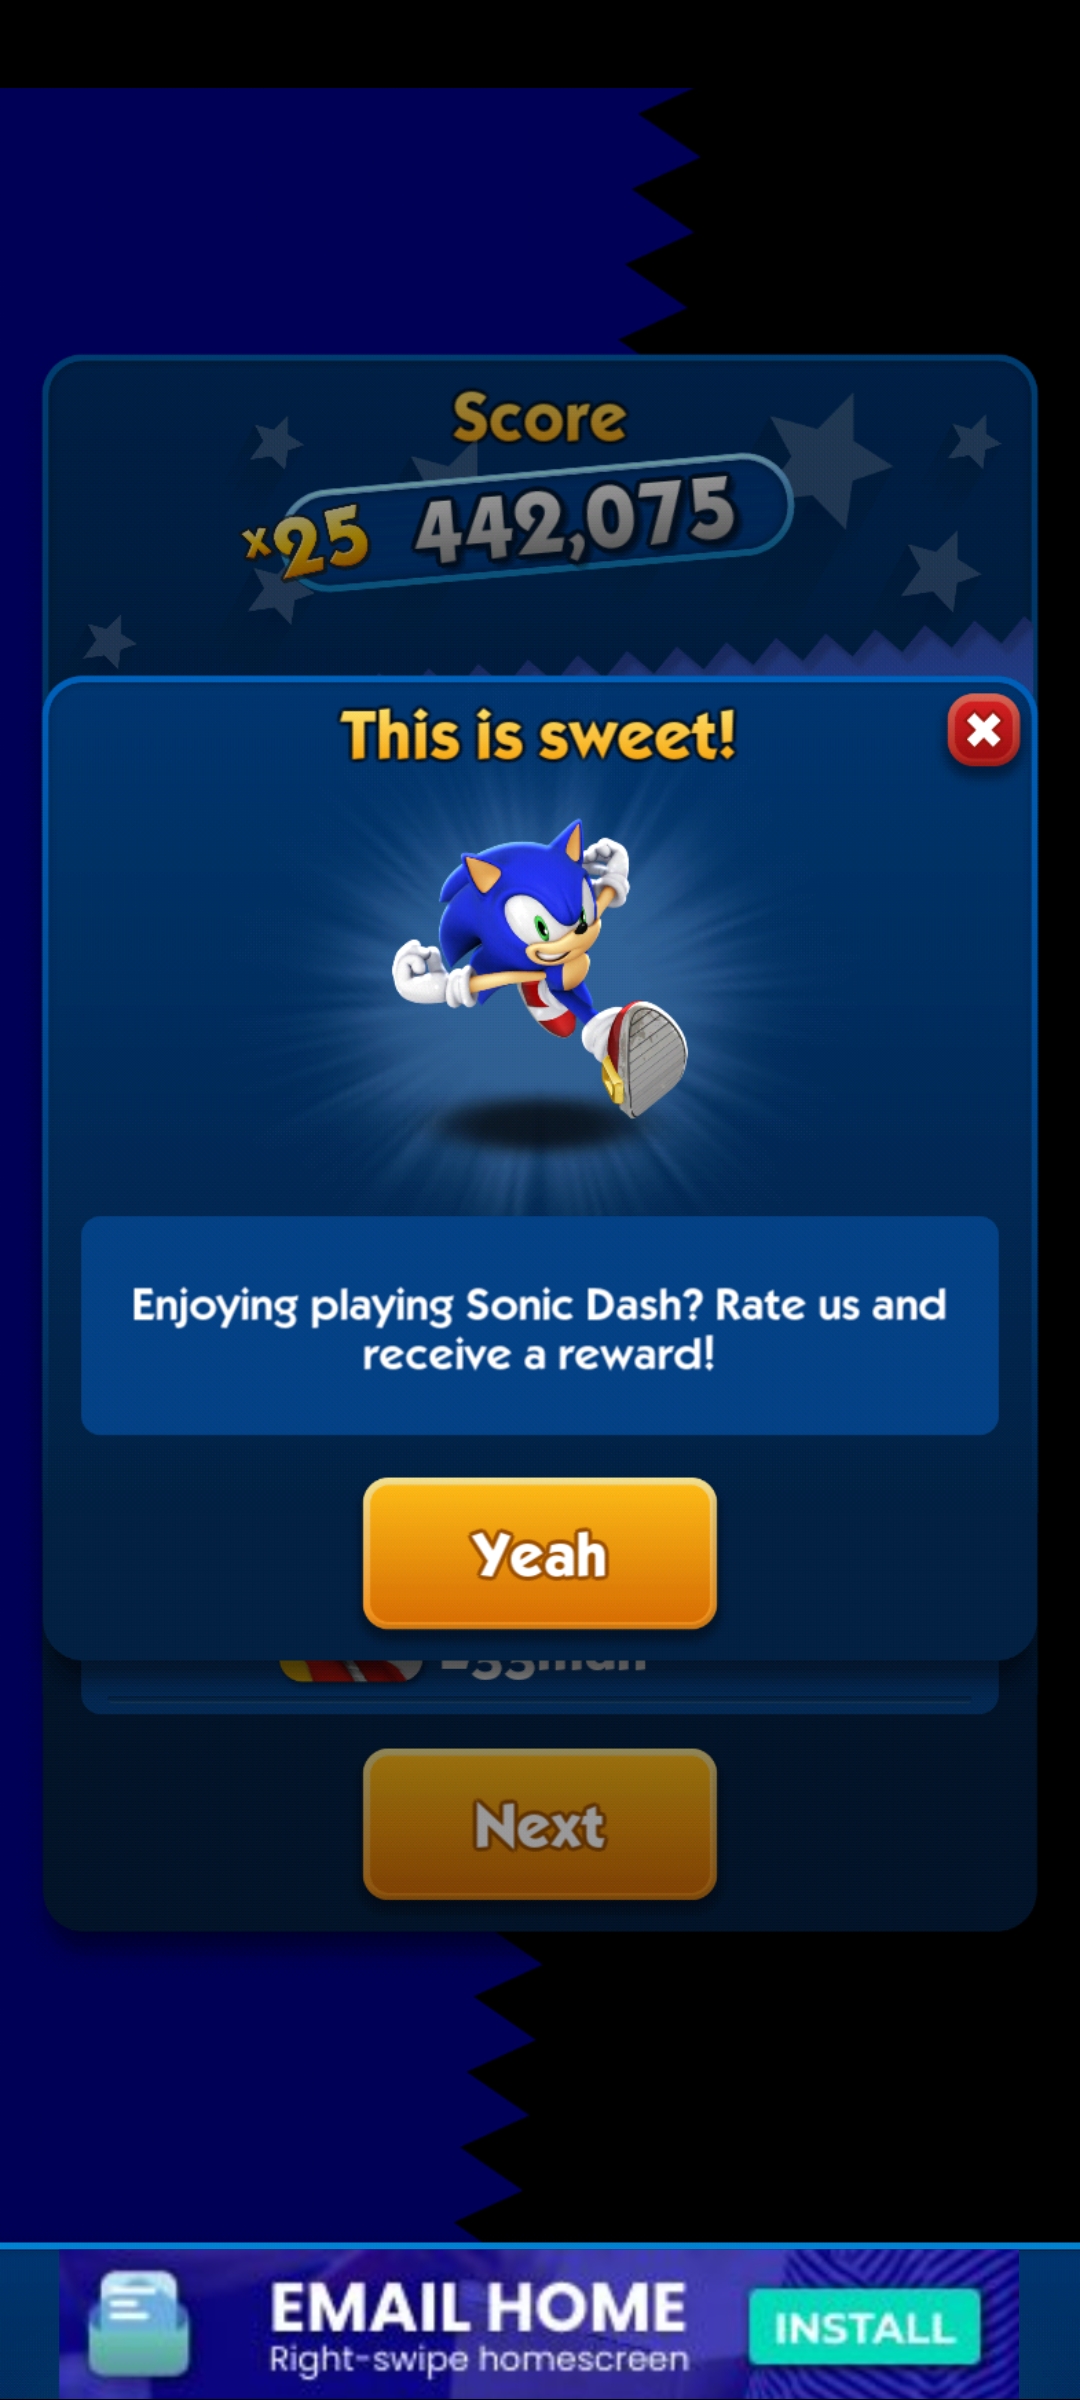 Score
x25 442,075
This is sweet!
Enjoying playing Sonic Dash? Rate us and
receive a reward!
Yeah
Next
EMAIL HOME
Right-swipe homescreen
INSTALL